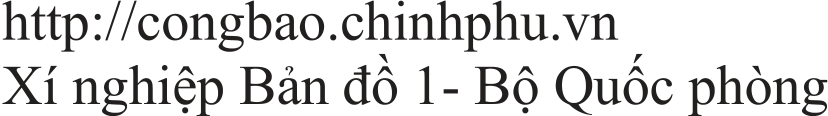 http://congbao.chinhphu.vn
Xí nghiệp Bản đồ 1- Bộ Quốc phòng